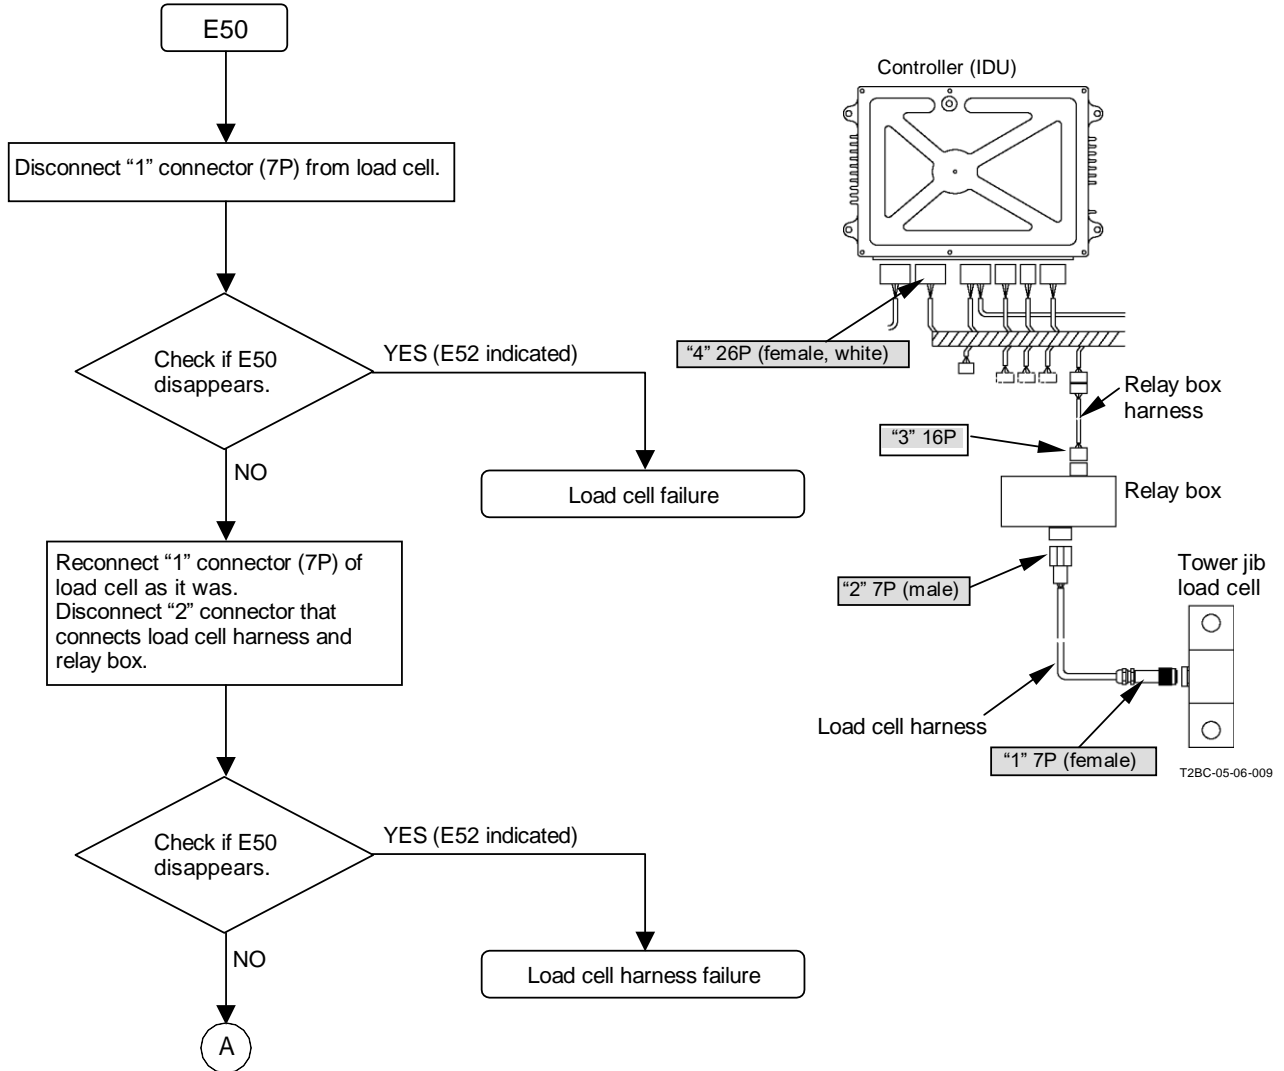 E50
Disconnect “1” connector (7P) from load cell.
Check if E50
disappears.
YES (E52 indicated)
Load cell failure
NO
Reconnect “1” connector (7P) of
load cell as it was.
Disconnect “2” connector that
connects load cell harness and
relay box.
Check if E50
disappears.
YES (E52 indicated)
Load cell harness failure
NO
A
Controller (IDU)
“4” 26P (female, white)
Relay box
harness
“3” 16P
Relay box
“2” 7P (male)
Tower jib
load cell
Load cell harness
“1” 7P (female)
T2BC-05-06-009